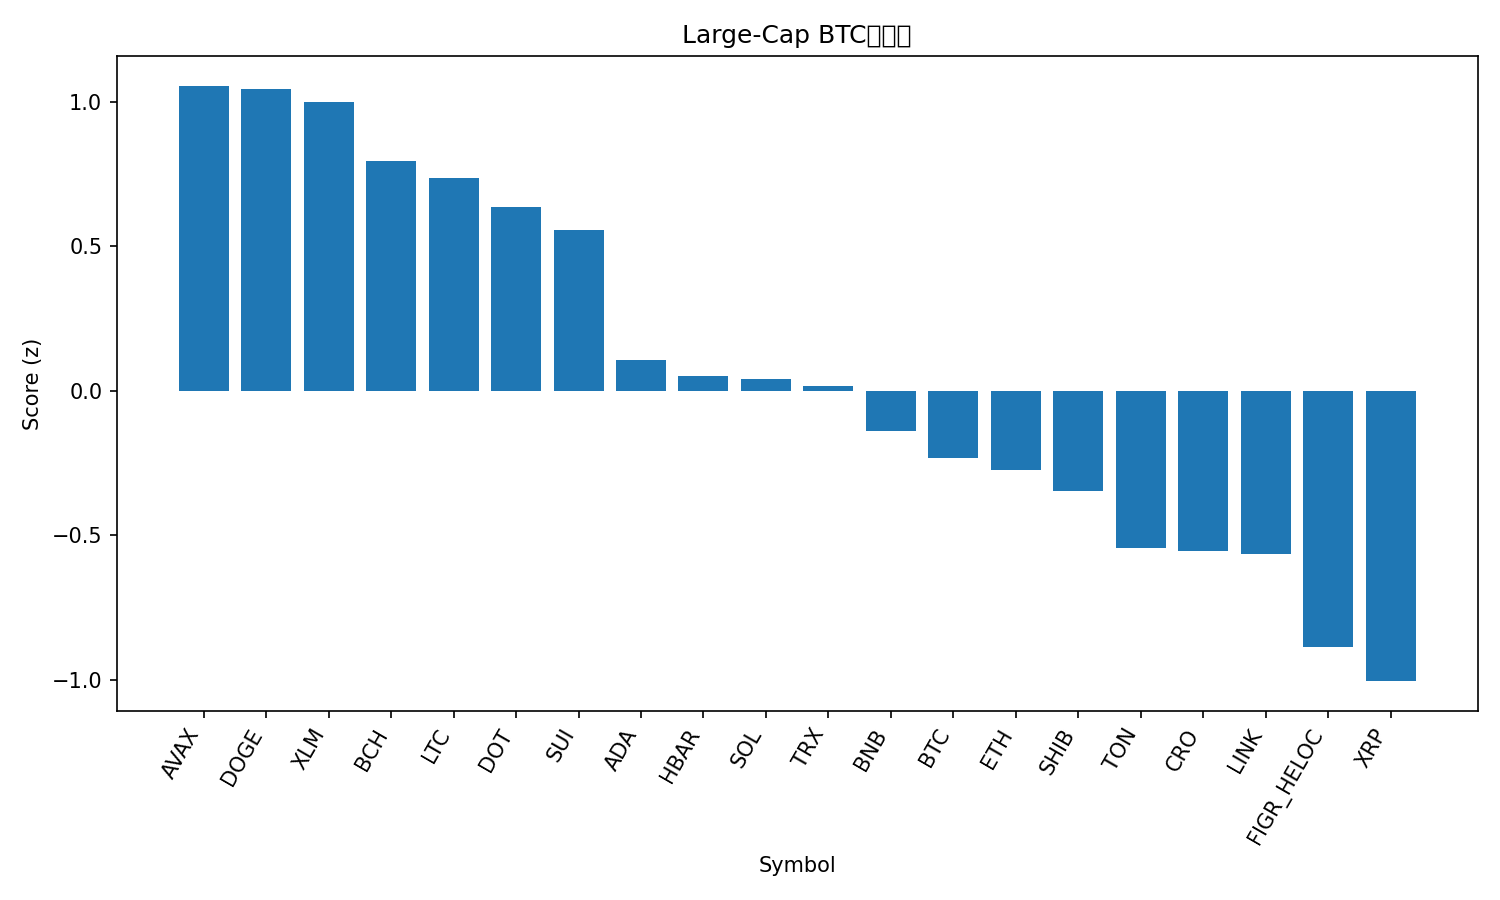 Large-Cap BTC
Score (z)
1.0
0.5
0.0
−0.5
−1.0
AVAX
DOGE
XLM
BCH
LTC
DOT
SUI
ADA
HBAR
SOL
TRX
BNB
BTC
ETH
SHIB
TON
CRO
LINK
FIGR_HELOC
XRP
Symbol